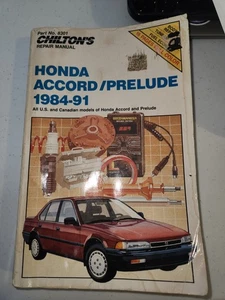 Part No. 8201
CHILTON'S
REPAIR MANUAL
HONDA
ACCORD/PRELUDE
1984-91
All U.S. and Canadian models of Honda Accord and Prelude